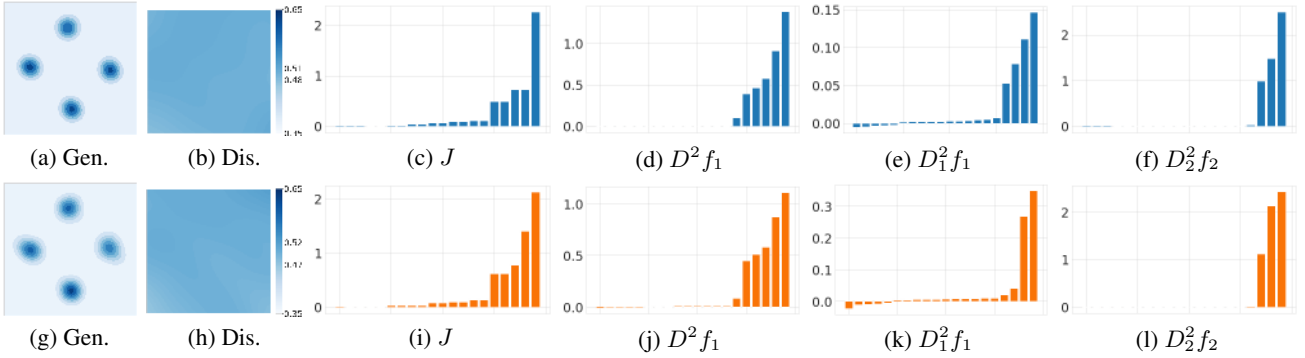 0.65
0.51
0.48
2
1
0
1.0
0.5
0.0
0.15
0.10
0.05
0.00
2
1
0
(a) Gen.
(b) Dis.
(c) J
(d) D²f₁
(e) D₁²f₁
(f) D₂²f₂
0.65
0.52
0.47
0.35
2
1
0
1.0
0.5
0.0
0.3
0.2
0.1
0.0
2
1
0
(g) Gen.
(h) Dis.
(i) J
(j) D²f₁
(k) D₁²f₁
(l) D₂²f₂